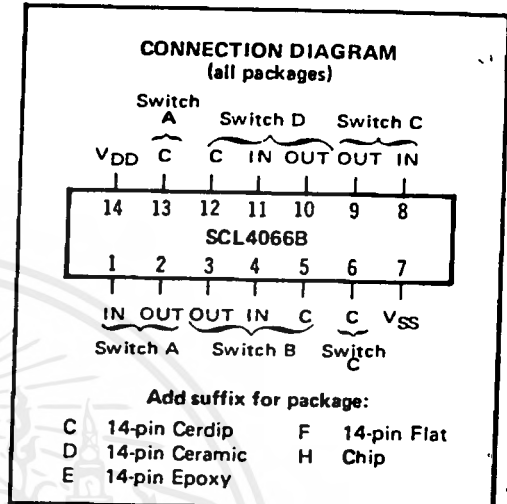 CONNECTION DIAGRAM
(all packages)
Switch A Switch D Switch C
VDD C C IN OUT OUT IN
14 13 12 11 10 9 8
SCL4066B
1 2 3 4 5 6 7
IN OUT OUT IN C C VSS
Switch A Switch B Switch C
Add suffix for package:
C 14-pin Cerdip F 14-pin Flat
D 14-pin Ceramic H Chip
E 14-pin Epoxy